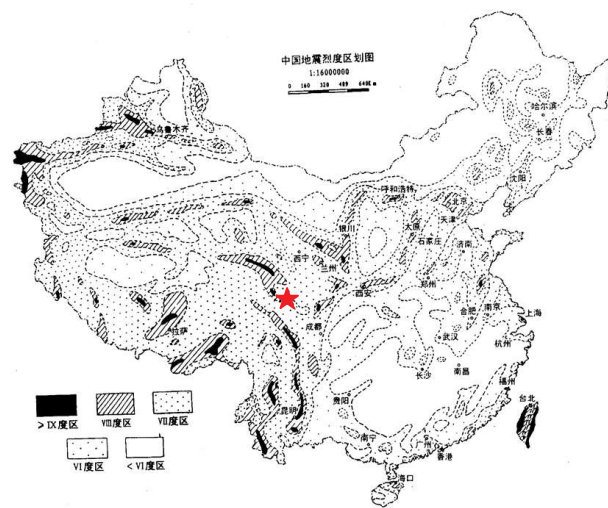 中国地震烈度区划图
1:16000000
0 160 320 480 640K m
哈尔滨
长春
乌鲁木齐
沈阳
呼和浩特
北京
天津
银川
太原
石家庄
济南
西宁
兰州
郑州
西安
合肥
南京
上海
成都
拉萨
武汉
杭州
长沙
南昌
福州
贵阳
台北
昆明
南宁
广州
香港
海口
≥IX度区
VIII度区
VII度区
VI度区
<VI度区